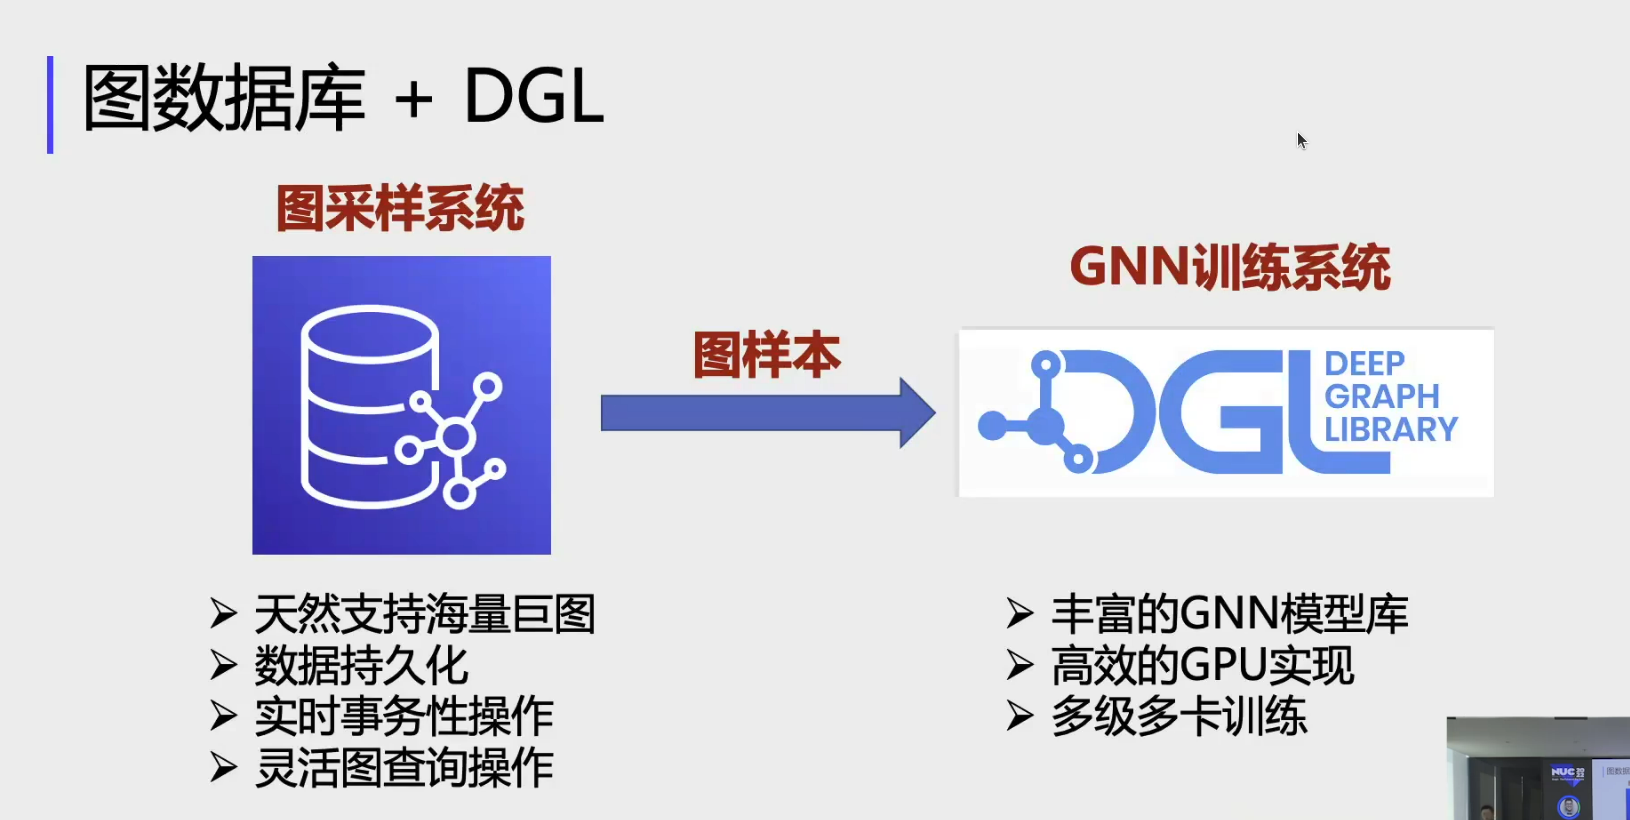 图数据库 + DGL
图采样系统
GNN训练系统
图样本
DEEP
GRAPH
LIBRARY
DGL
天然支持海量巨图
数据持久化
实时事务性操作
灵活图查询操作
丰富的GNN模型库
高效的GPU实现
多级多卡训练
NUC